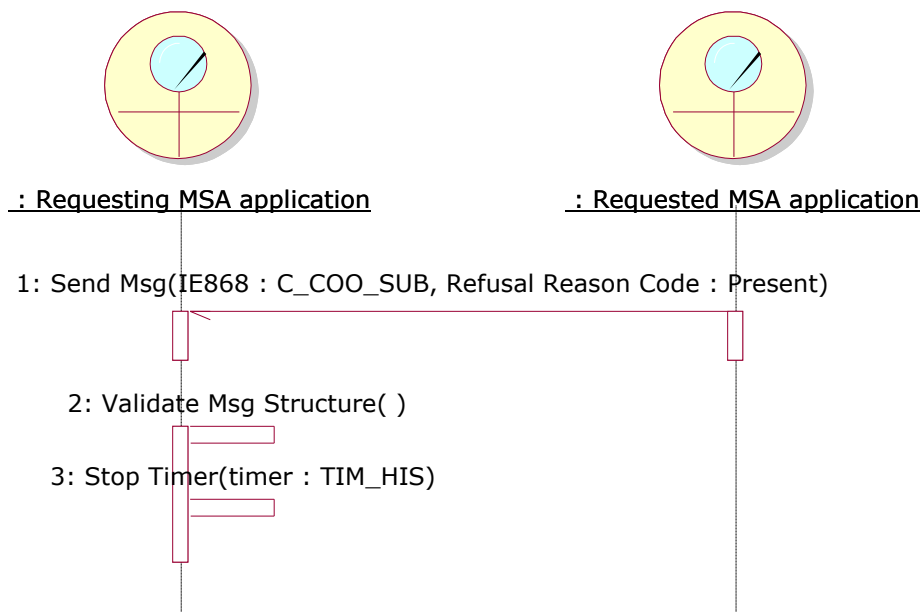 : Requesting MSA application
: Requested MSA application
1: Send Msg(IE868 : C_COO_SUB, Refusal Reason Code : Present)
2: Validate Msg Structure( )
3: Stop Timer(timer : TIM_HIS)